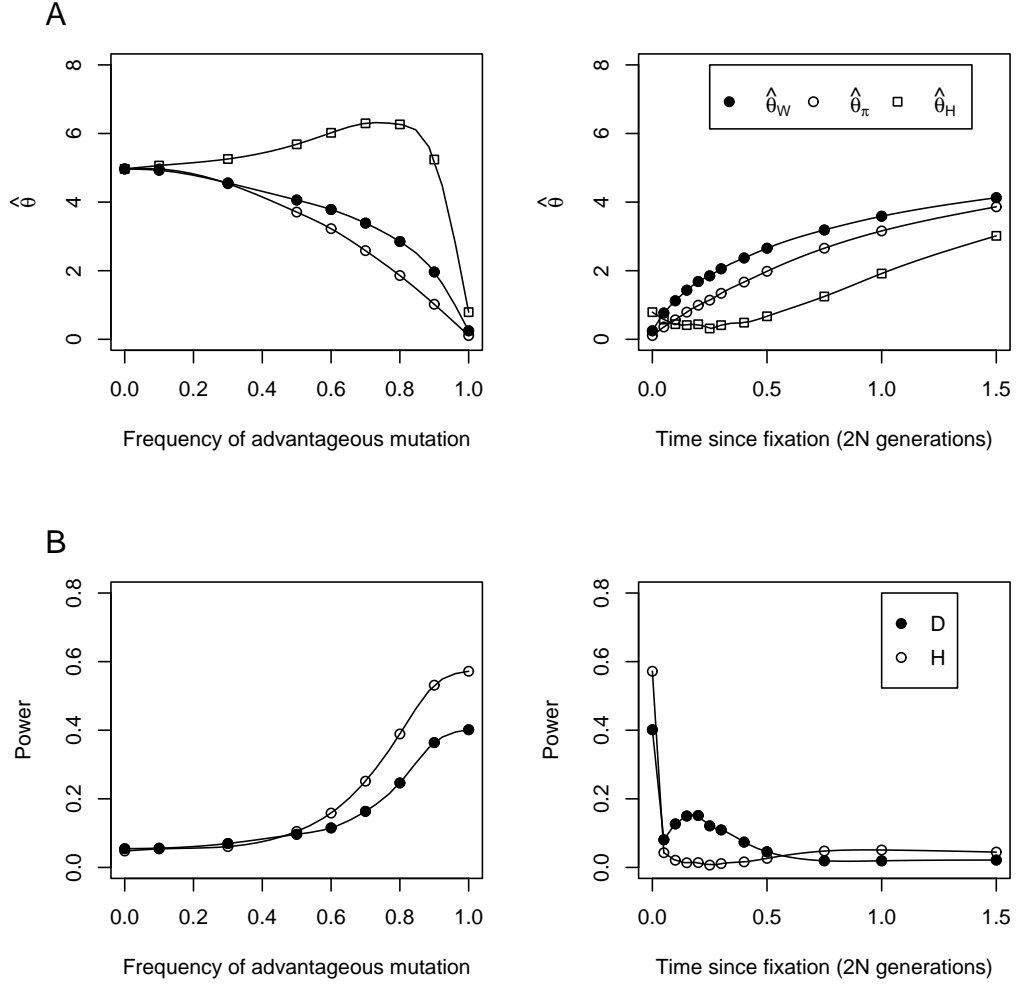 A
8
6
4
2
0
θ̂
0.0 0.2 0.4 0.6 0.8 1.0
Frequency of advantageous mutation
8
6
4
2
0
θ̂
θ̂W θ̂π θ̂H
0.0 0.5 1.0 1.5
Time since fixation (2N generations)
B
0.8
0.6
0.4
0.2
0.0
Power
0.0 0.2 0.4 0.6 0.8 1.0
Frequency of advantageous mutation
0.8
0.6
0.4
0.2
0.0
Power
D
H
0.0 0.5 1.0 1.5
Time since fixation (2N generations)